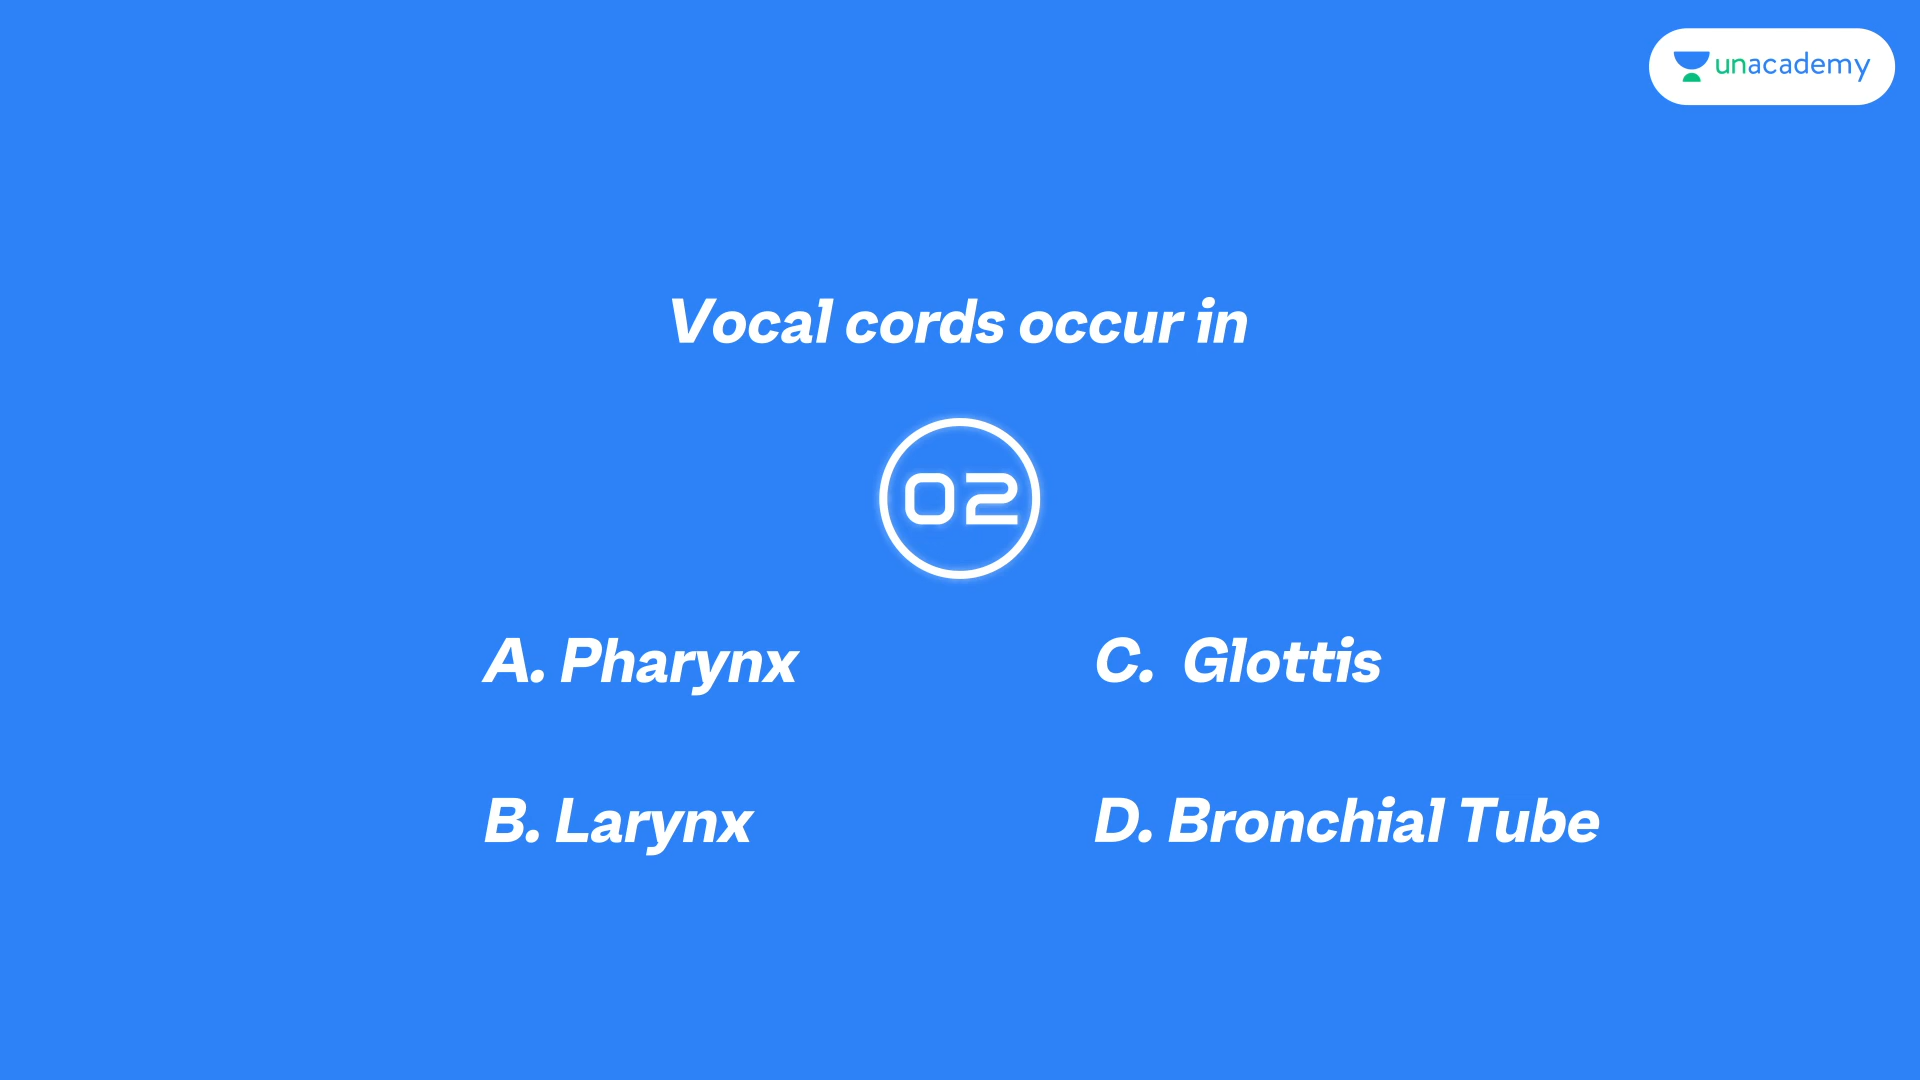 unacademy
Vocal cords occur in
02
A. Pharynx
C. Glottis
B. Larynx
D. Bronchial Tube